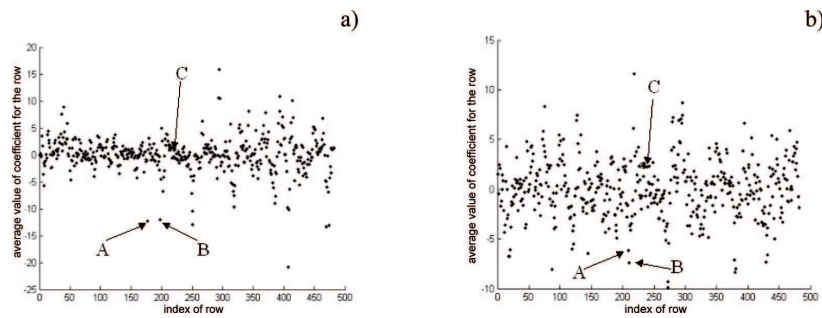 a)
average value of coefficient for the row
20
15
10
5
0
-5
-10
-15
-20
-25
C
A
B
0 50 100 150 200 250 300 350 400 450 500
index of row
b)
average value of coefficient for the row
15
10
5
0
-5
-10
C
A
B
0 50 100 150 200 250 300 350 400 450 500
index of row